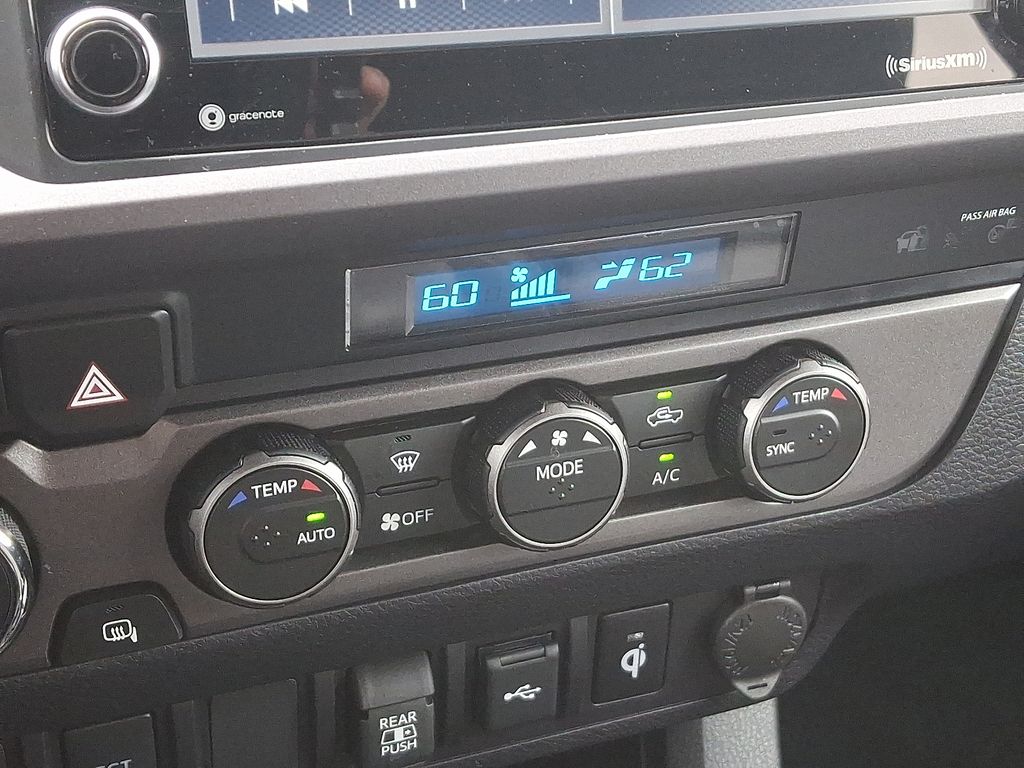 SiriusXM
gracenote
PASS AIR BAG
60
62
TEMP
AUTO
OFF
MODE
A/C
TEMP
SYNC
REAR
PUSH